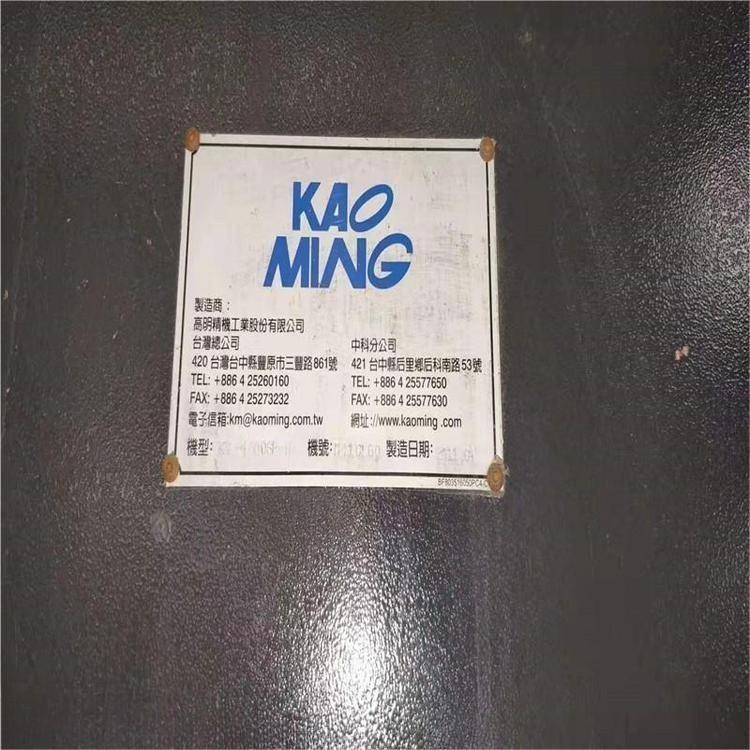 KAO
MING
製造商：
高明精機工業股份有限公司
台灣總公司
420 台灣台中縣豐原市三豐路861號
TEL: +886 4 25260160
FAX: +886 4 25273232
電子信箱:km@kaoming.com.tw
中科分公司
421 台中縣后里鄉后科南路53號
TEL: +886 4 25577650
FAX: +886 4 25577630
網址://www.kaoming .com
機型:
機號:
製造日期: